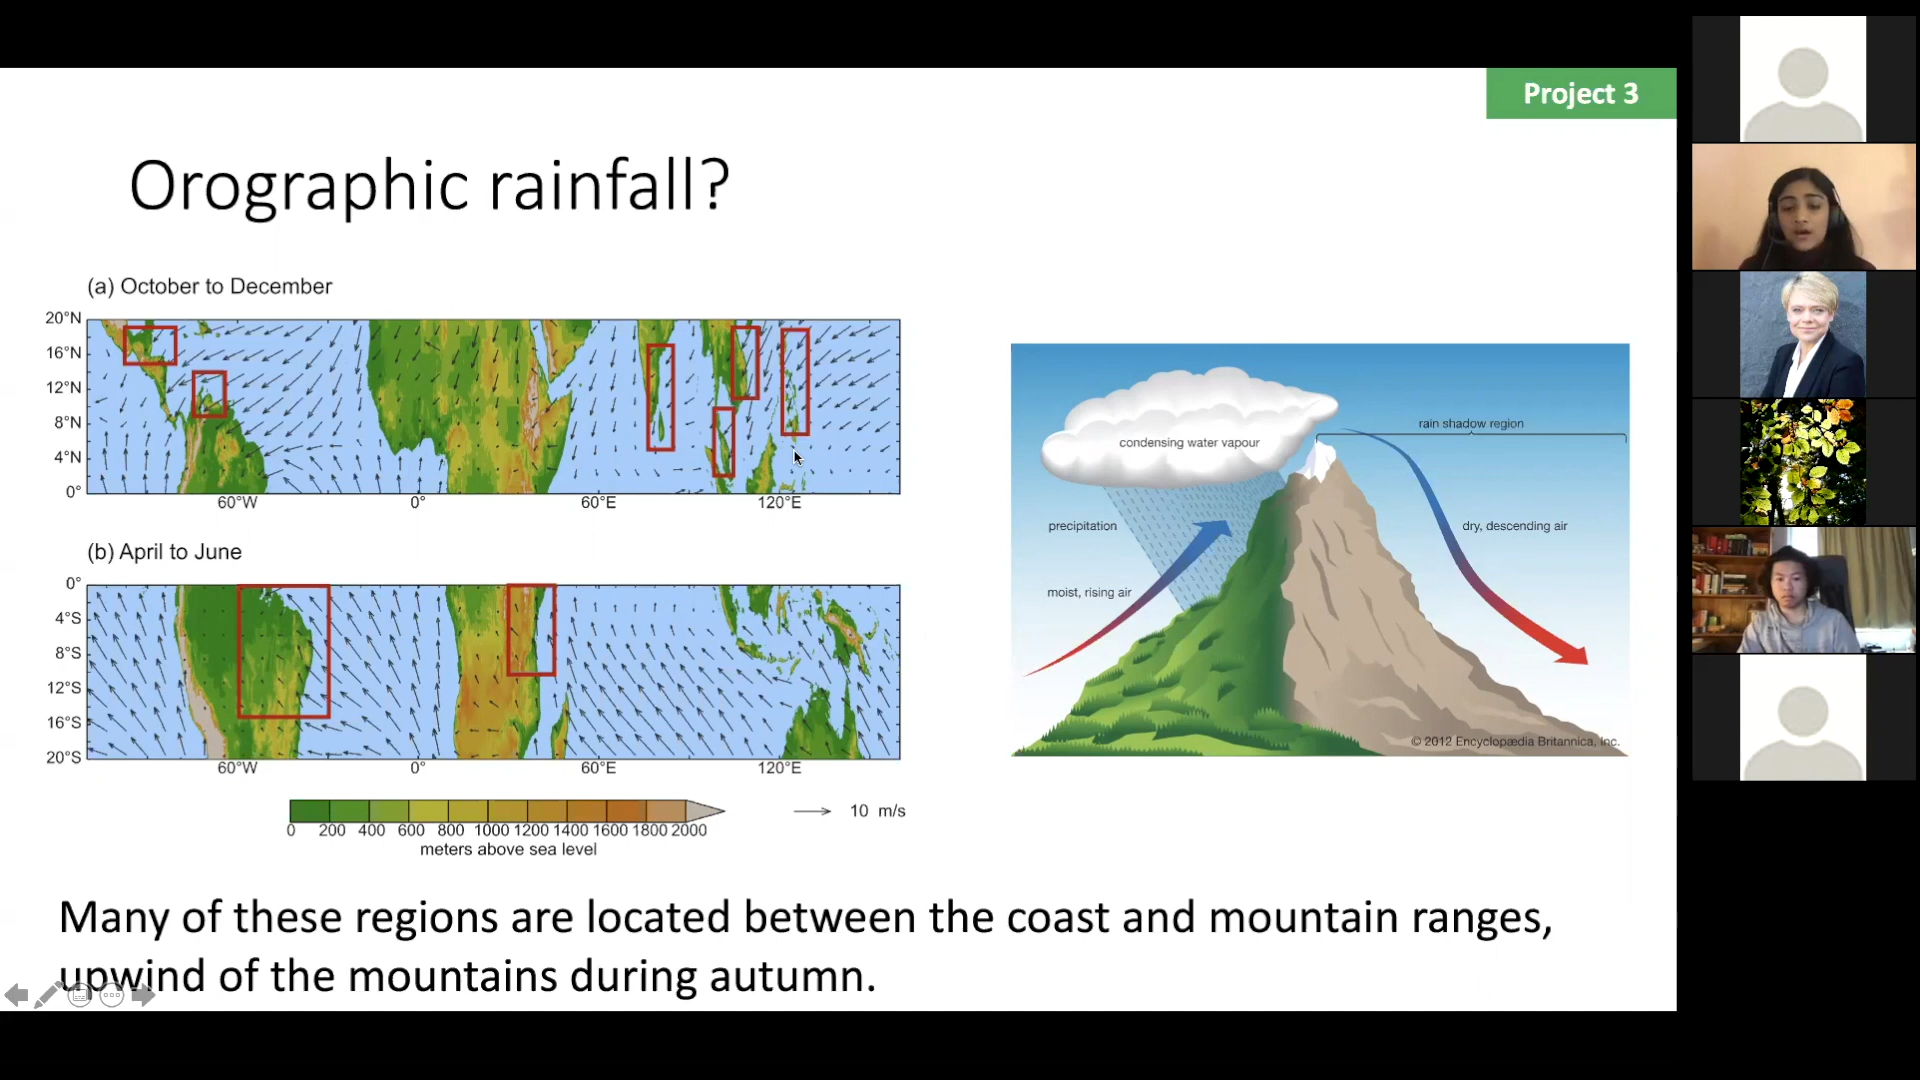 Project 3
Orographic rainfall?
(a) October to December
20°N
16°N
12°N
8°N
4°N
0°
60°W 0° 60°E 120°E
(b) April to June
0°
4°S
8°S
12°S
16°S
20°S
60°W 0° 60°E 120°E
0 200 400 600 800 1000 1200 1400 1600 1800 2000
meters above sea level
10 m/s
condensing water vapour
rain shadow region
precipitation
dry, descending air
moist, rising air
© 2012 Encyclopædia Britannica, Inc.
Many of these regions are located between the coast and mountain ranges,
upwind of the mountains during autumn.